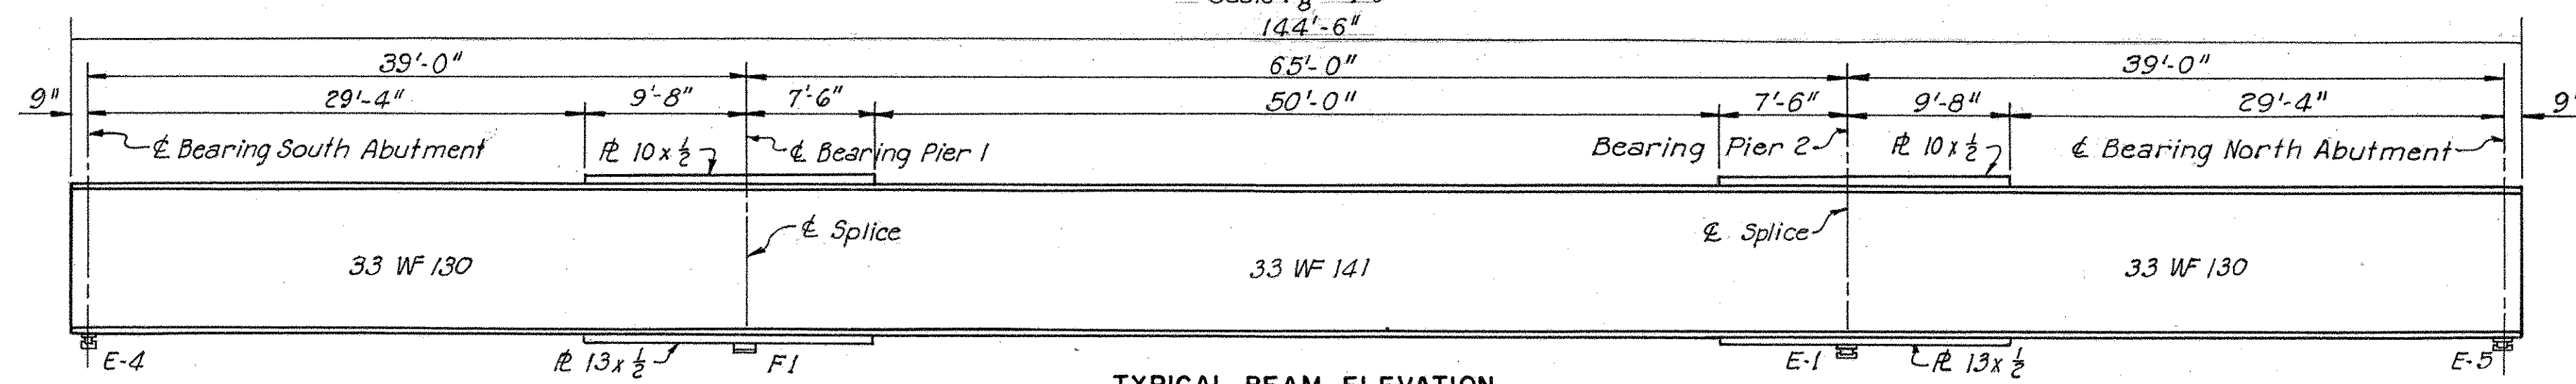 144'-6"
39'-0" 65'-0" 39'-0"
9" 29'-4" 9'-8" 7'-6" 50'-0" 7'-6" 9'-8" 29'-4" 9'
℄ Bearing South Abutment ⅊ 10 x 1/2 ℄ Bearing Pier 1 Bearing Pier 2 ⅊ 10 x 1/2 ℄ Bearing North Abutment
℄ Splice ℄ Splice
33 WF 130 33 WF 141 33 WF 130
E-4 ⅊ 13 x 1/2 F1 E-1 ⅊ 13 x 1/2 E-5
TYPICAL BEAM ELEVATION